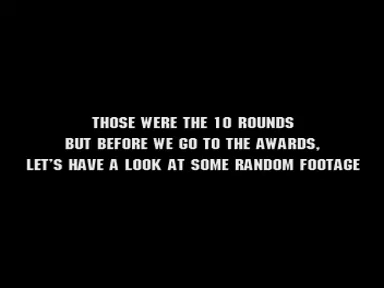 THOSE WERE THE 10 ROUNDS
BUT BEFORE WE GO TO THE AWARDS,
LET'S HAVE A LOOK AT SOME RANDOM FOOTAGE